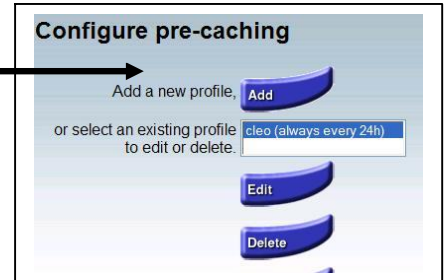 Configure pre-caching
Add a new profile, Add
or select an existing profile cleo (always every 24h)
to edit or delete.
Edit
Delete